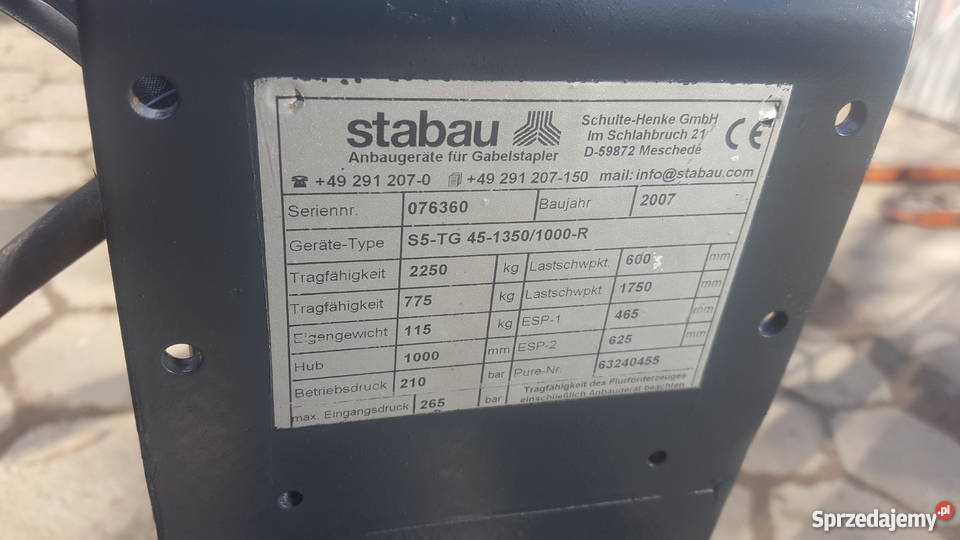 stabau
Anbaugeräte für Gabelstapler
Schulte-Henke GmbH
Im Schlahbruch 21
D-59872 Meschede
CE
☎ +49 291 207-0 +49 291 207-150 mail: info@stabau.com
Seriennr. 076360 Baujahr 2007
Geräte-Type S5-TG 45-1350/1000-R
Tragfähigkeit 2250 kg Lastschwpkt. 600 mm
Tragfähigkeit 775 kg Lastschwpkt 1750 mm
Eigengewicht 115 kg ESP-1 465 mm
Hub 1000 mm ESP-2 625 mm
Betriebsdruck 210 bar Pure-Nr. 63240455
max. Eingangsdruck 265 bar
Tragfähigkeit des Flurförderzeuges
einschließlich Anbaugerät beachten
Sprzedajemy.pl